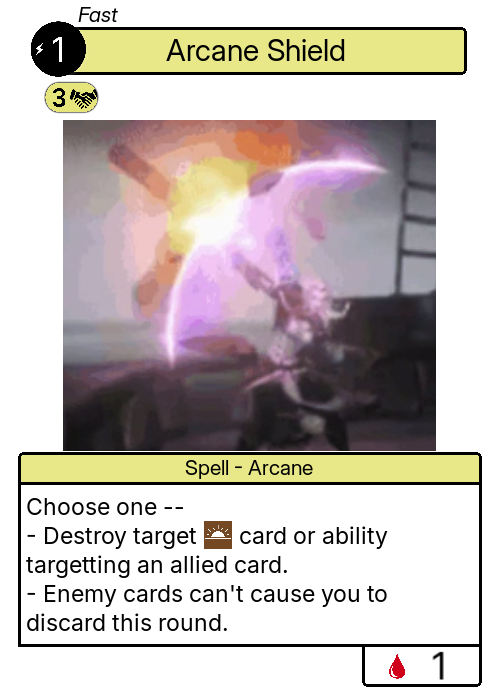 Fast
1
Arcane Shield
3
Spell - Arcane
Choose one --
- Destroy target card or ability
targetting an allied card.
- Enemy cards can't cause you to
discard this round.
1